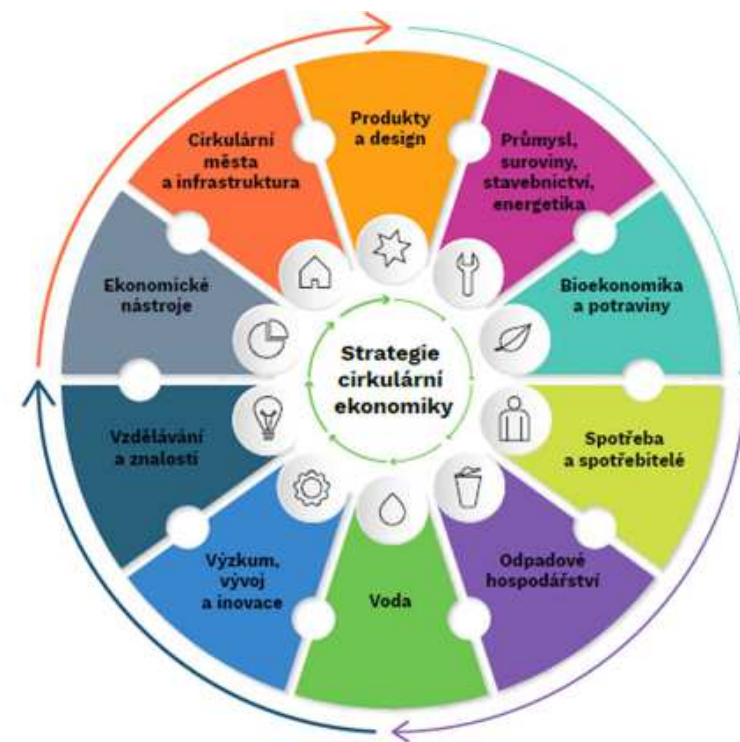 Produkty
a design
Průmysl,
suroviny,
stavebnictví,
energetika
Bioekonomika
a potraviny
Spotřeba
a spotřebitelé
Odpadové
hospodářství
Voda
Výzkum,
vývoj
a inovace
Vzdělávání
a znalosti
Ekonomické
nástroje
Cirkulární
města
a infrastruktura
Strategie
cirkulární
ekonomiky